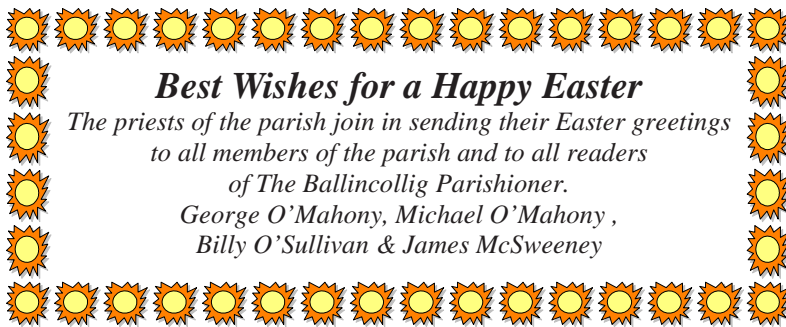 Best Wishes for a Happy Easter
The priests of the parish join in sending their Easter greetings
to all members of the parish and to all readers
of The Ballincollig Parishioner.
George O’Mahony, Michael O’Mahony ,
Billy O’Sullivan & James McSweeney